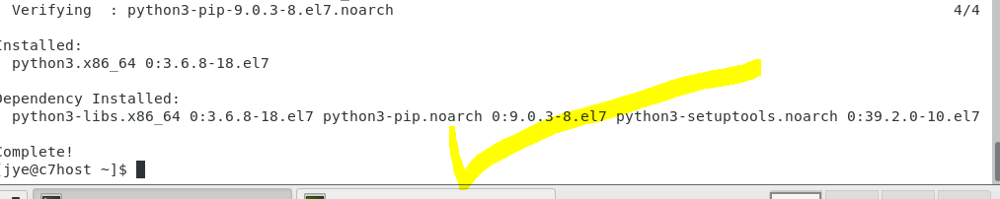 Verifying  : python3-pip-9.0.3-8.el7.noarch 4/4
Installed:
python3.x86_64 0:3.6.8-18.el7
Dependency Installed:
python3-libs.x86_64 0:3.6.8-18.el7 python3-pip.noarch 0:9.0.3-8.el7 python3-setuptools.noarch 0:39.2.0-10.el7
Complete!
[jye@c7host ~]$